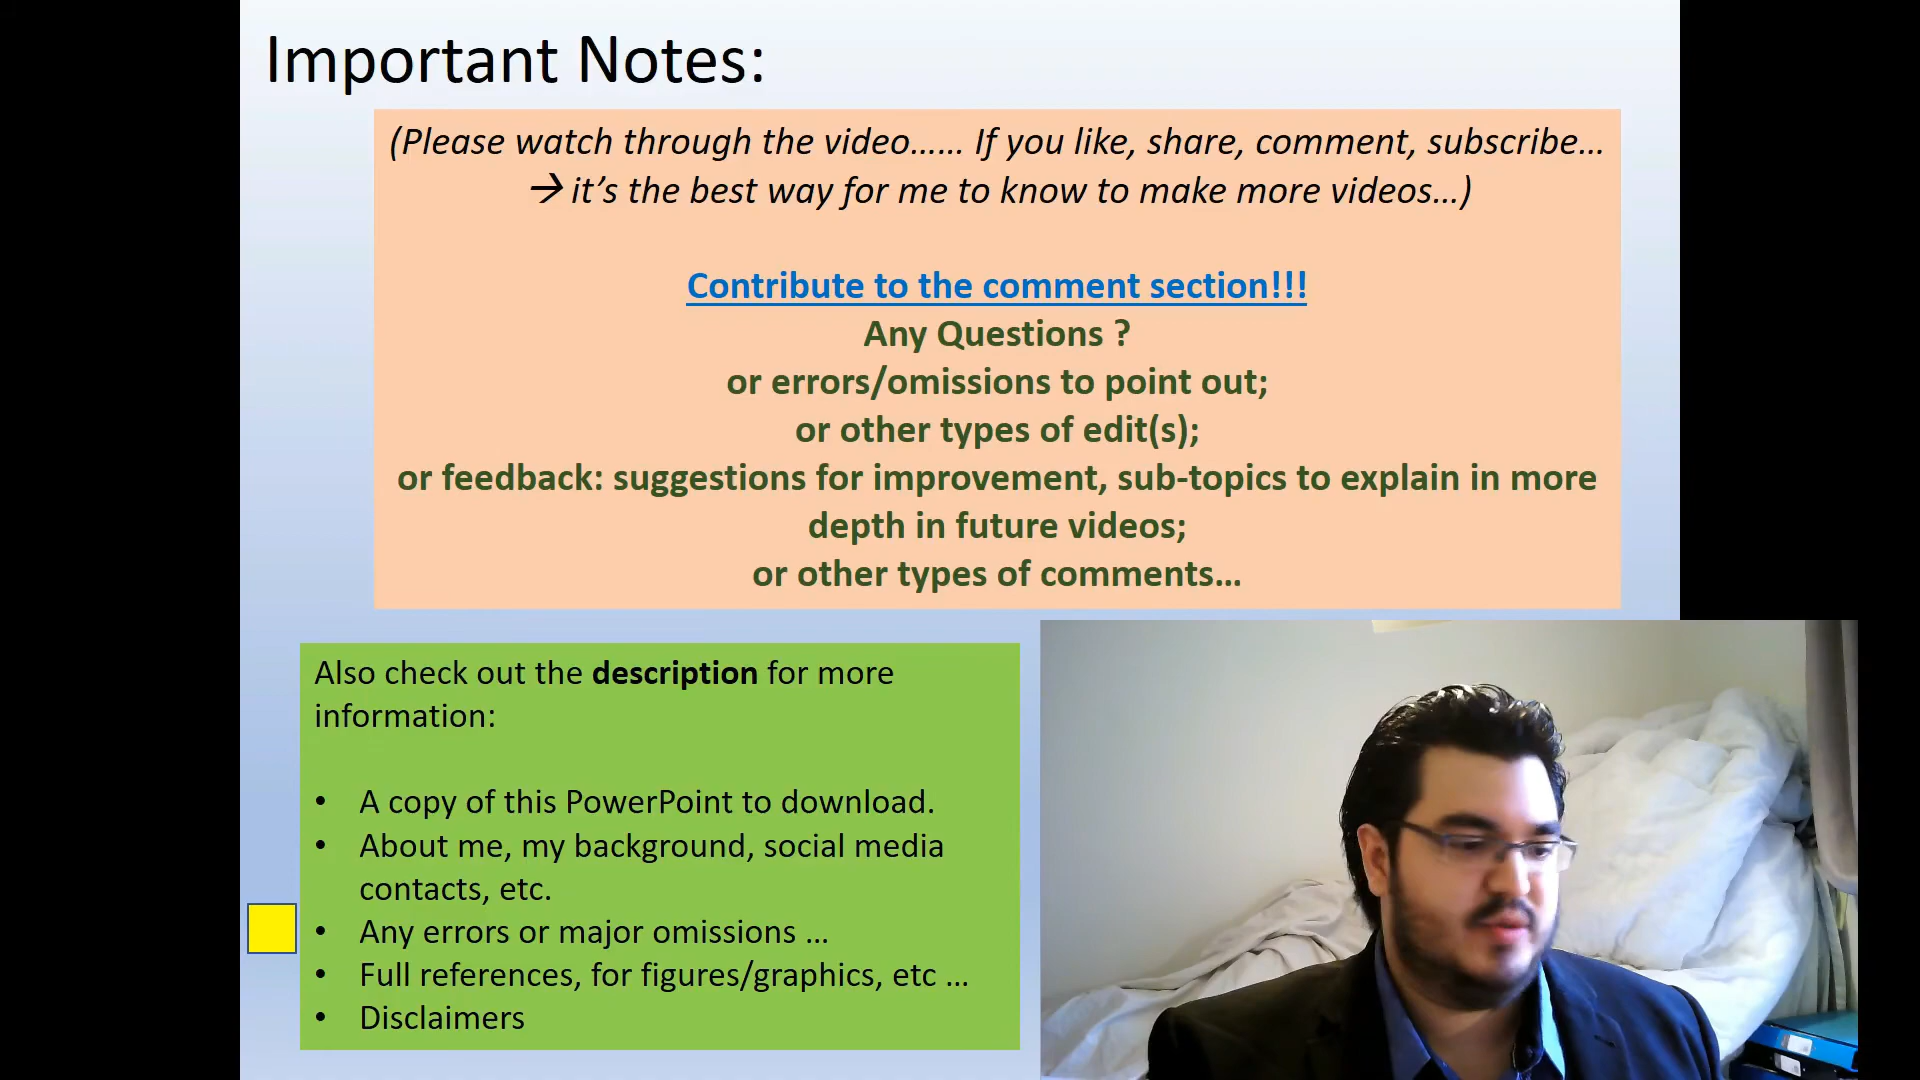 Important Notes:
(Please watch through the video…... If you like, share, comment, subscribe…
→ it’s the best way for me to know to make more videos…)
Contribute to the comment section!!!
Any Questions ?
or errors/omissions to point out;
or other types of edit(s);
or feedback: suggestions for improvement, sub-topics to explain in more
depth in future videos;
or other types of comments…
Also check out the description for more
information:
• A copy of this PowerPoint to download.
• About me, my background, social media
contacts, etc.
• Any errors or major omissions …
• Full references, for figures/graphics, etc …
• Disclaimers